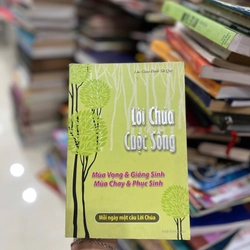 Lời Chúa
Cuộc Sống
Mùa Vọng & Giáng Sinh
Mùa Chay & Phục Sinh
Mỗi ngày một câu Lời Chúa